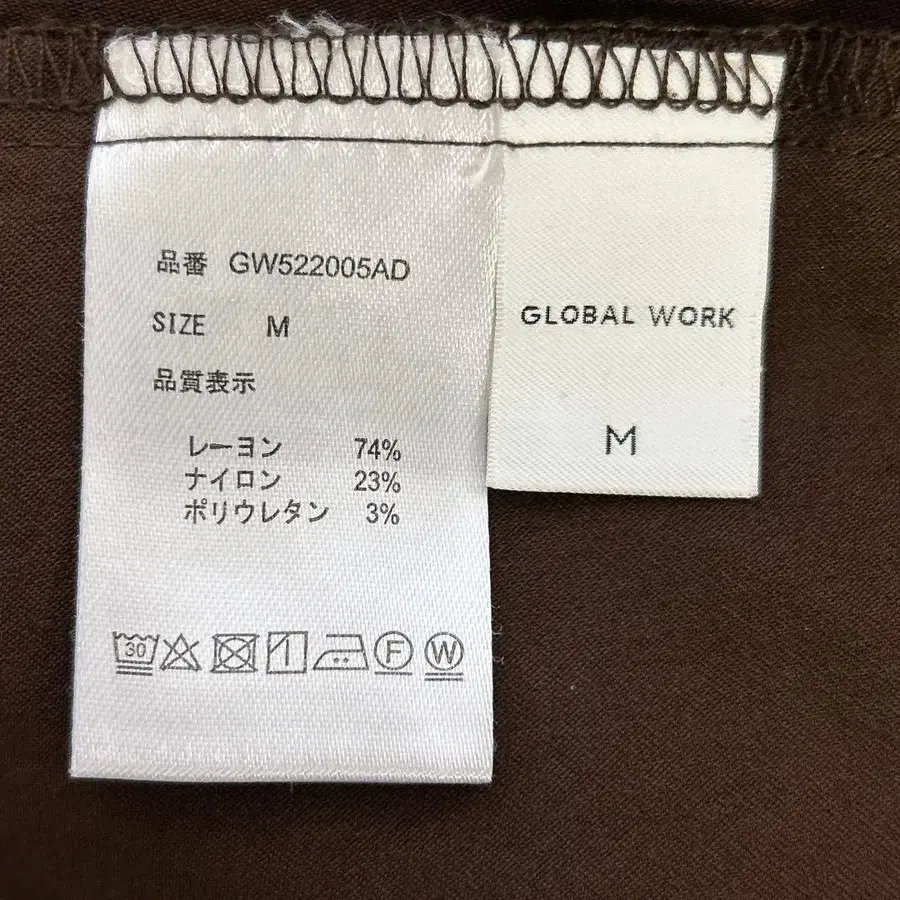 品番 GW522005AD
SIZE M
品質表示
レーヨン 74%
ナイロン 23%
ポリウレタン 3%
30 F W
GLOBAL WORK
M